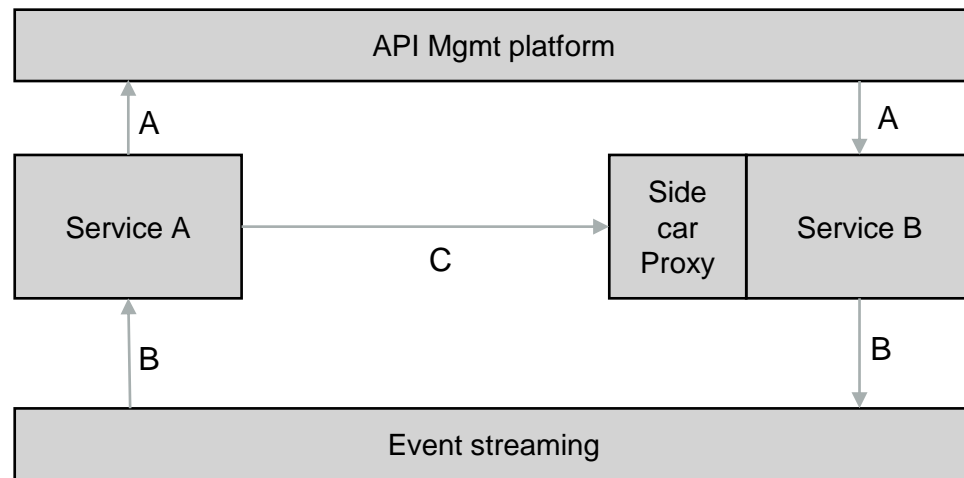 API Mgmt platform
A
A
Service A
C
Side
car
Proxy
Service B
B
B
Event streaming